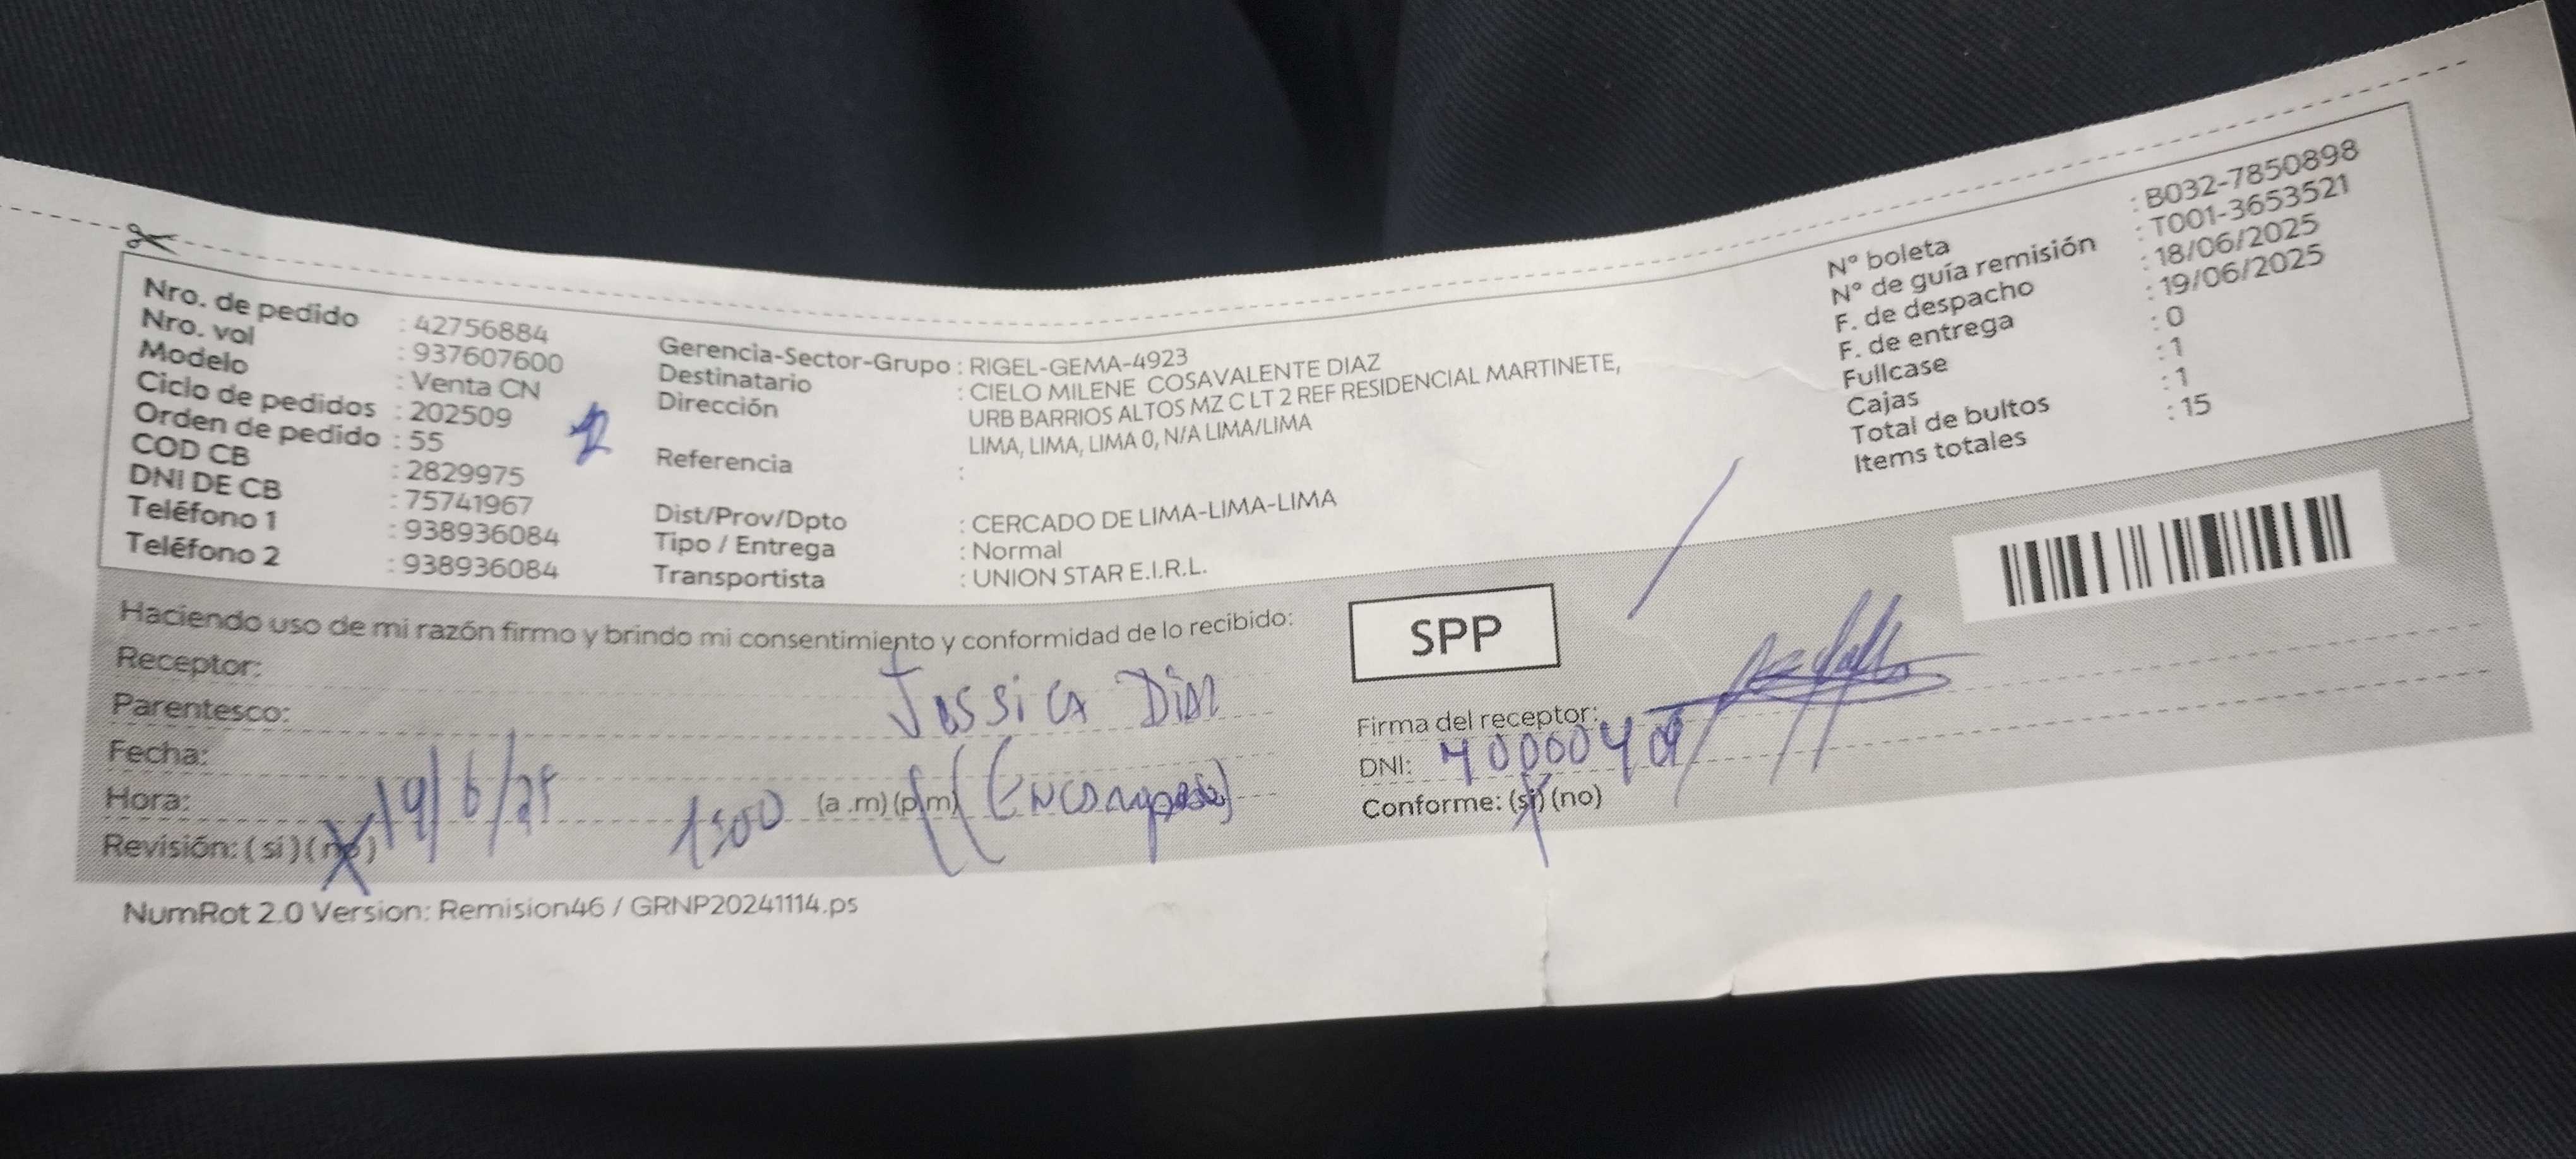 Nro. de pedido : 42756884
Nro. vol : 937607600
Modelo : Venta CN
Ciclo de pedidos : 202509
Orden de pedido : 55
COD CB : 2829975
DNI DE CB : 75741967
Teléfono 1 : 938936084
Teléfono 2 : 938936084
Gerencia-Sector-Grupo : RIGEL-GEMA-4923
Destinatario : CIELO MILENE COSAVALENTE DIAZ
Dirección : URB BARRIOS ALTOS MZ C LT 2 REF RESIDENCIAL MARTINETE,
LIMA, LIMA, LIMA 0, N/A LIMA/LIMA
Referencia :
Dist/Prov/Dpto : CERCADO DE LIMA-LIMA-LIMA
Tipo / Entrega : Normal
Transportista : UNION STAR E.I.R.L.
N° boleta : B032-7850898
N° de guía remisión : T001-3653521
F. de despacho : 18/06/2025
F. de entrega : 19/06/2025
Fullcase : 0
Cajas : 1
Total de bultos : 1
Items totales : 15
Haciendo uso de mi razón firmo y brindo mi consentimiento y conformidad de lo recibido:
SPP
Receptor: Jessica Dias
Parentesco:
Fecha: 19/6/25
Hora: 1500 (a .m) (p.m)
Revisión: ( si ) ( no )
Firma del receptor:
DNI:
Conforme: (si) (no)
NumRot 2.0 Version: Remision46 / GRNP20241114.ps